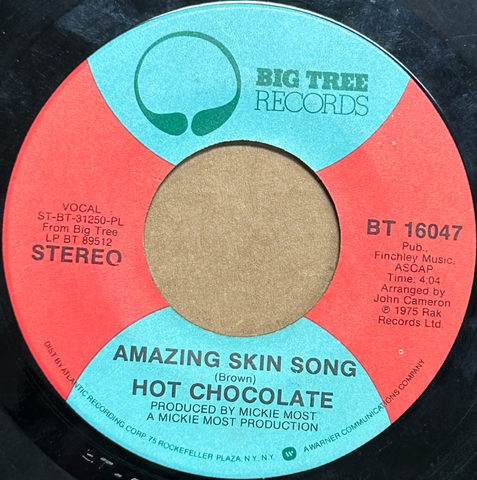 BIG TREE
RECORDS
VOCAL
ST-BT-31250-PL
From Big Tree
LP BT 89512
STEREO
BT 16047
Pub.,
Finchley Music,
ASCAP
Time: 4:04
Arranged by
John Cameron
℗ 1975 Rak
Records Ltd.
AMAZING SKIN SONG
(Brown)
HOT CHOCOLATE
PRODUCED BY MICKIE MOST
A MICKIE MOST PRODUCTION
DIST BY ATLANTIC RECORDING CORP 75 ROCKEFELLER PLAZA, N.Y. N.Y. A WARNER COMMUNICATIONS COMPANY